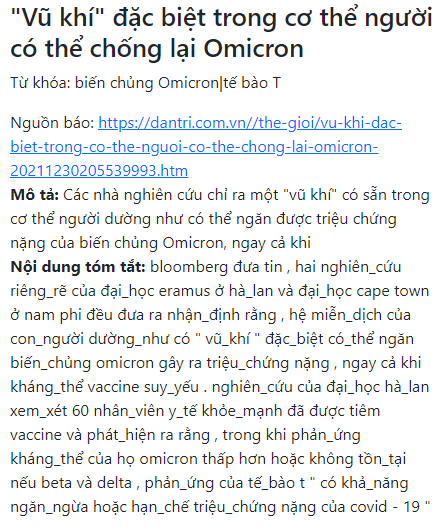 "Vũ khí" đặc biệt trong cơ thể người
có thể chống lại Omicron
Từ khóa: biến chủng Omicron|tế bào T
Nguồn báo: https://dantri.com.vn//the-gioi/vu-khi-dac-
biet-trong-co-the-nguoi-co-the-chong-lai-omicron-
20211230205539993.htm
Mô tả: Các nhà nghiên cứu chỉ ra một "vũ khí" có sẵn trong
cơ thể người dường như có thể ngăn được triệu chứng
nặng của biến chủng Omicron, ngay cả khi
Nội dung tóm tắt: bloomberg đưa tin , hai nghiên_cứu
riêng_rẽ của đại_học eramus ở hà_lan và đại_học cape town
ở nam phi đều đưa ra nhận_định rằng , hệ miễn_dịch của
con_người dường_như có " vũ_khí " đặc_biệt có_thể ngăn
biến_chủng omicron gây ra triệu_chứng nặng , ngay cả khi
kháng_thể vaccine suy_yếu . nghiên_cứu của đại_học hà_lan
xem_xét 60 nhân_viên y_tế khỏe_mạnh đã được tiêm
vaccine và phát_hiện ra rằng , trong khi phản_ứng
kháng_thể của họ omicron thấp hơn hoặc không tồn_tại
nếu beta và delta , phản_ứng của tế_bào t " có khả_năng
ngăn_ngừa hoặc hạn_chế triệu_chứng nặng của covid - 19 "